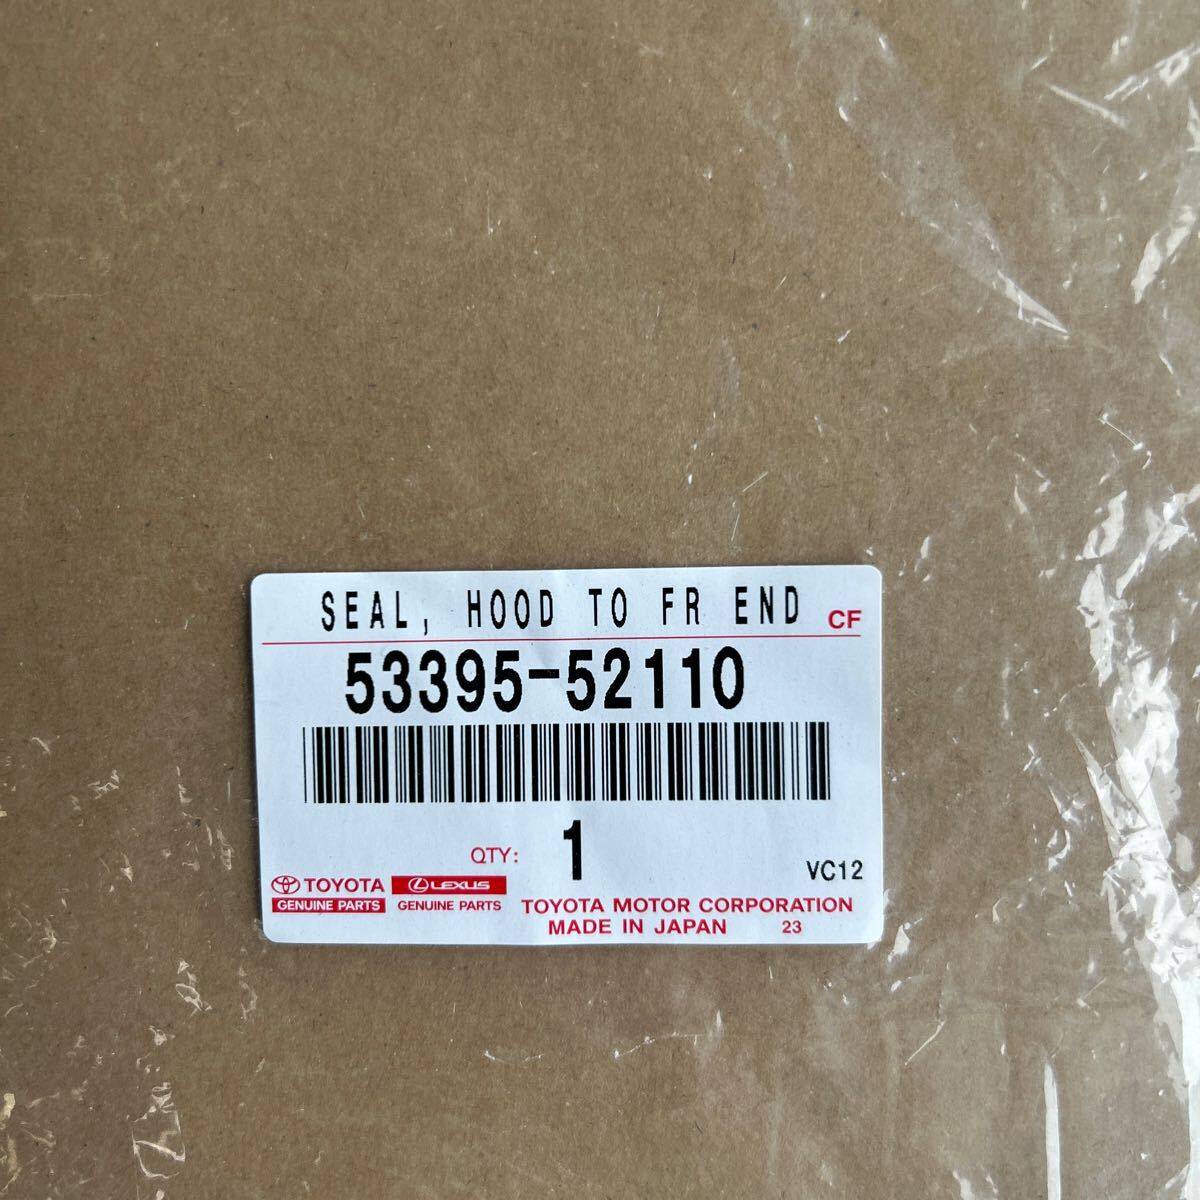 SEAL, HOOD TO FR END CF
53395-52110
QTY: 1
VC12
TOYOTA LEXUS
GENUINE PARTS GENUINE PARTS
TOYOTA MOTOR CORPORATION
MADE IN JAPAN 23